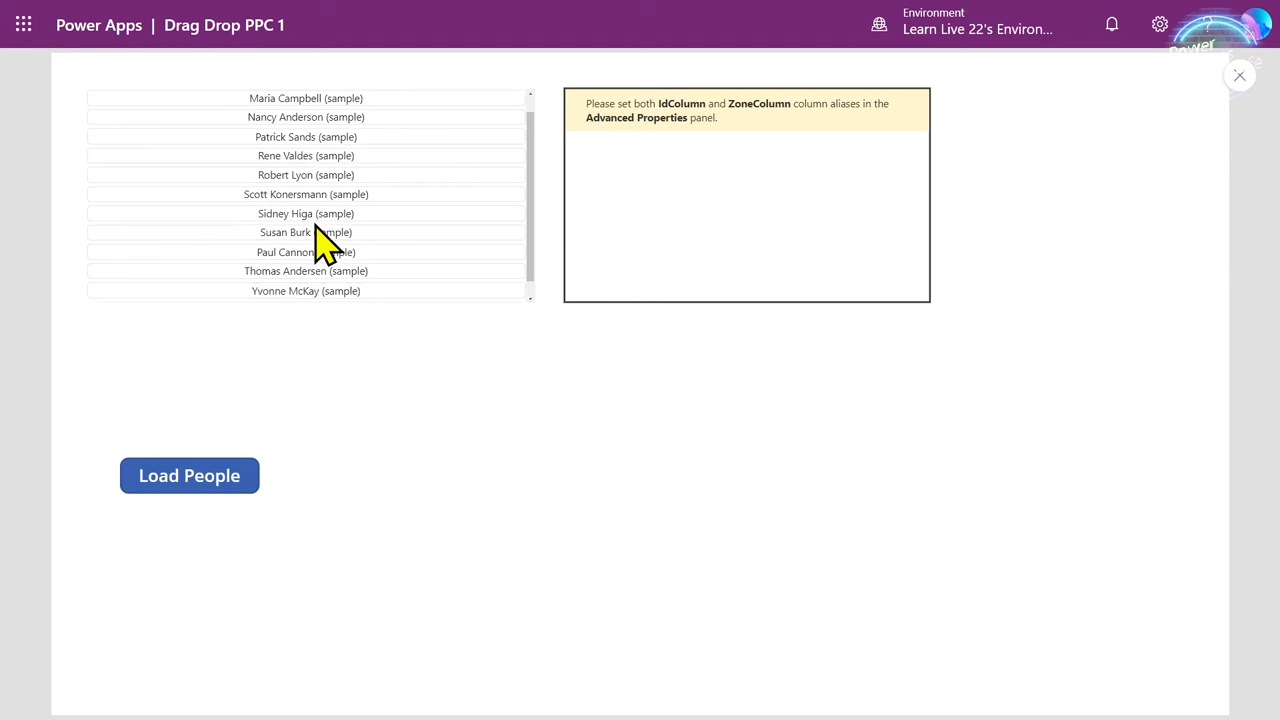 Power Apps | Drag Drop PPC 1
Environment
Learn Live 22's Environ...
Power
Maria Campbell (sample)
Nancy Anderson (sample)
Patrick Sands (sample)
Rene Valdes (sample)
Robert Lyon (sample)
Scott Konersmann (sample)
Sidney Higa (sample)
Susan Burk
Paul Cannon
Thomas Andersen (sample)
Yvonne McKay (sample)
Please set both IdColumn and ZoneColumn column aliases in the
Advanced Properties panel.
Load People